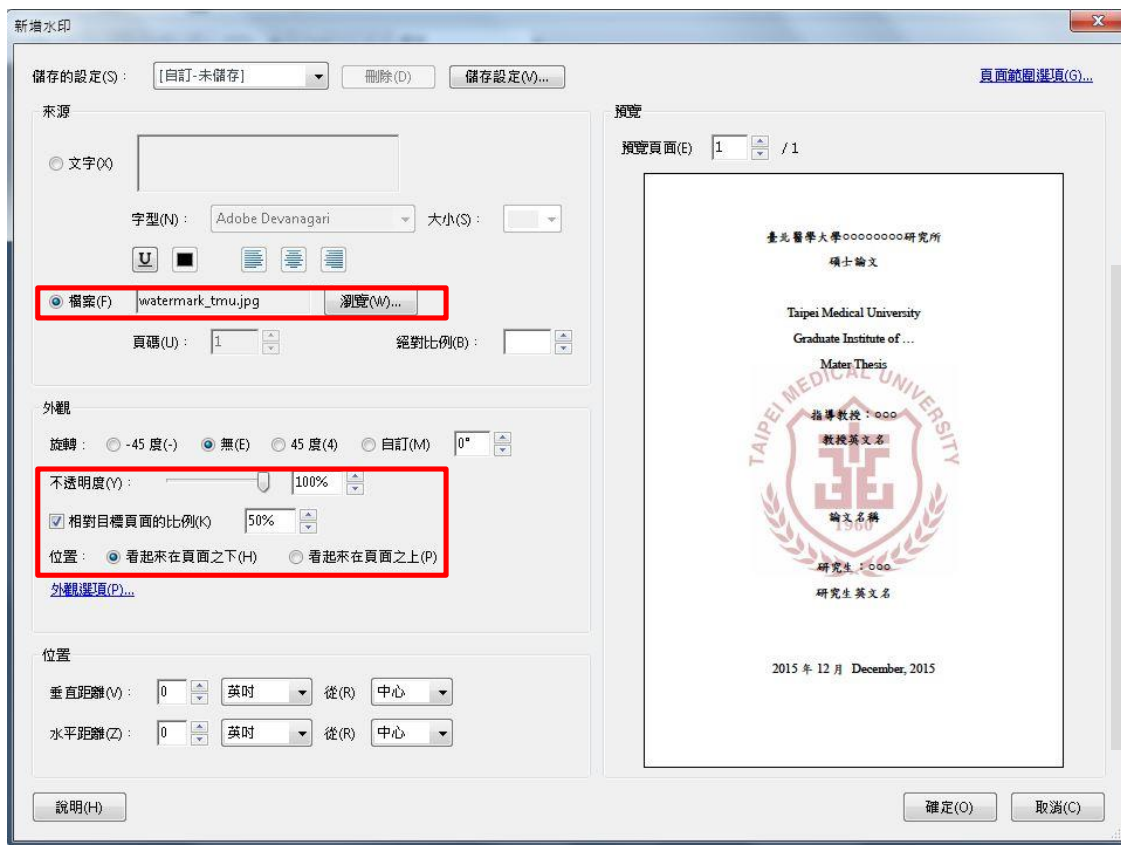 新增水印
儲存的設定(S)： [自訂-未儲存] 刪除(D) 儲存設定(V)... 頁面範圍選項(G)...
來源
文字(X)
字型(N)： Adobe Devanagari 大小(S)：
U
檔案(F) watermark_tmu.jpg 瀏覽(W)...
頁碼(U)： 1 絕對比例(B)：
外觀
旋轉： -45 度(-) 無(E) 45 度(4) 自訂(M) 0°
不透明度(Y)： 100%
相對目標頁面的比例(K) 50%
位置： 看起來在頁面之下(H) 看起來在頁面之上(P)
外觀選項(P)...
位置
垂直距離(V)： 0 英吋 從(R) 中心
水平距離(Z)： 0 英吋 從(R) 中心
說明(H)
預覽
預覽頁面(E) 1 / 1
臺北醫學大學○○○○○○○○研究所
碩士論文
Taipei Medical University
Graduate Institute of …
Mater Thesis
TAIPEI MEDICAL UNIVERSITY
指導教授：○○○
教授英文名
論文名稱
1960
研究生：○○○
研究生英文名
2015 年 12 月 December, 2015
確定(O) 取消(C)